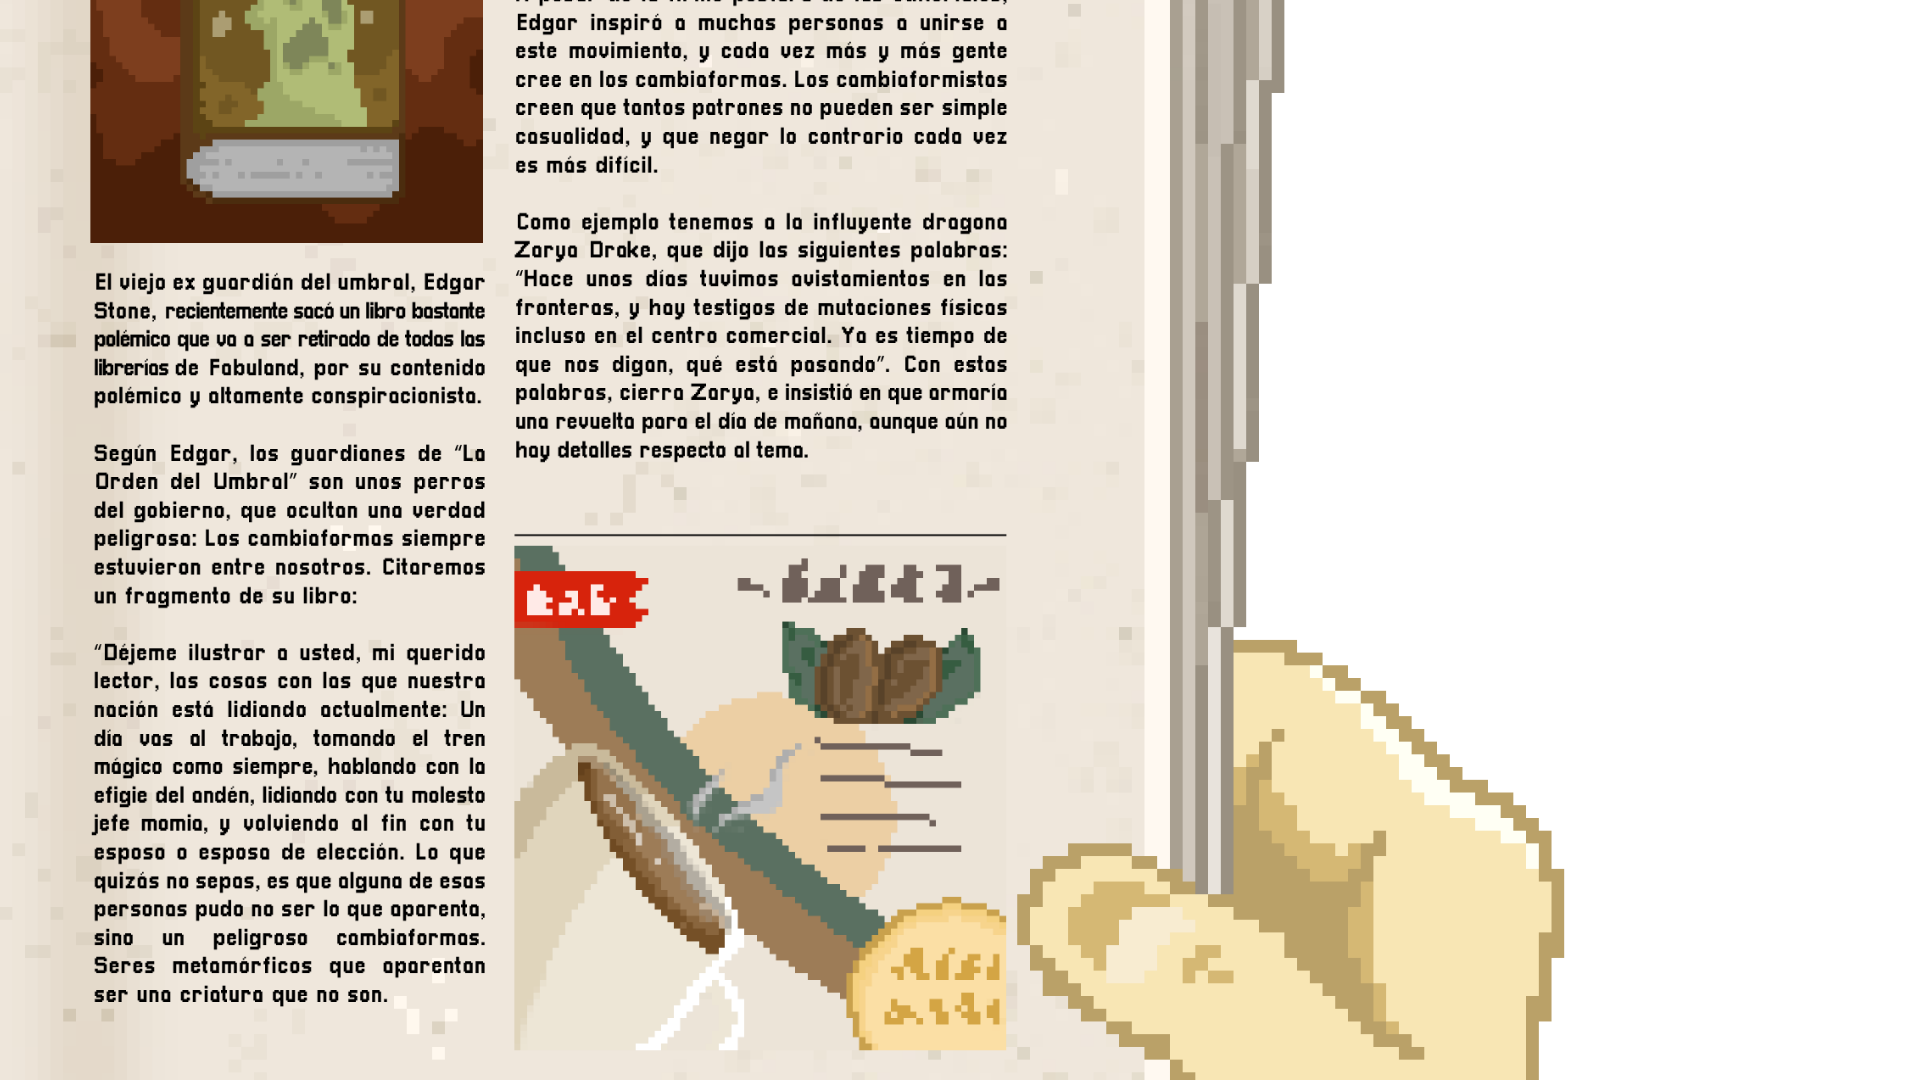 El viejo ex guardián del umbral, Edgar
Stone, recientemente sacó un libro bastante
polémico que va a ser retirado de todas las
librerías de Fabuland, por su contenido
polémico y altamente conspiracionista.
Según Edgar, los guardianes de "La
Orden del Umbral" son unos perros
del gobierno, que ocultan una verdad
peligrosa: Los cambiaformas siempre
estuvieron entre nosotros. Citaremos
un fragmento de su libro:
"Déjeme ilustrar a usted, mi querido
lector, las cosas con las que nuestra
nación está lidiando actualmente: Un
día vas al trabajo, tomando el tren
mágico como siempre, hablando con la
efigie del andén, lidiando con tu molesto
jefe momia, y volviendo al fin con tu
esposo o esposa de elección. Lo que
quizás no sepas, es que alguna de esas
personas pudo no ser lo que aparenta,
sino un peligroso cambiaformas.
Seres metamórficos que aparentan
ser una criatura que no son.
Edgar inspiró a muchas personas a unirse a
este movimiento, y cada vez más y más gente
cree en los cambiaformas. Los cambiaformistas
creen que tantos patrones no pueden ser simple
casualidad, y que negar lo contrario cada vez
es más difícil.
Como ejemplo tenemos a la influyente dragona
Zarya Drake, que dijo las siguientes palabras:
"Hace unos días tuvimos avistamientos en las
fronteras, y hay testigos de mutaciones físicas
incluso en el centro comercial. Ya es tiempo de
que nos digan, qué está pasando". Con estas
palabras, cierra Zarya, e insistió en que armaría
una revuelta para el día de mañana, aunque aún no
hay detalles respecto al tema.